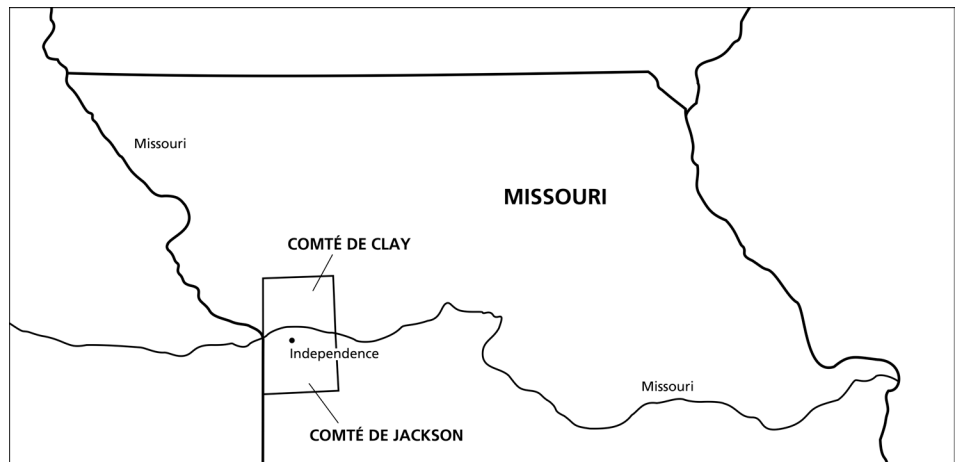 Missouri
MISSOURI
COMTÉ DE CLAY
Independence
Missouri
COMTÉ DE JACKSON